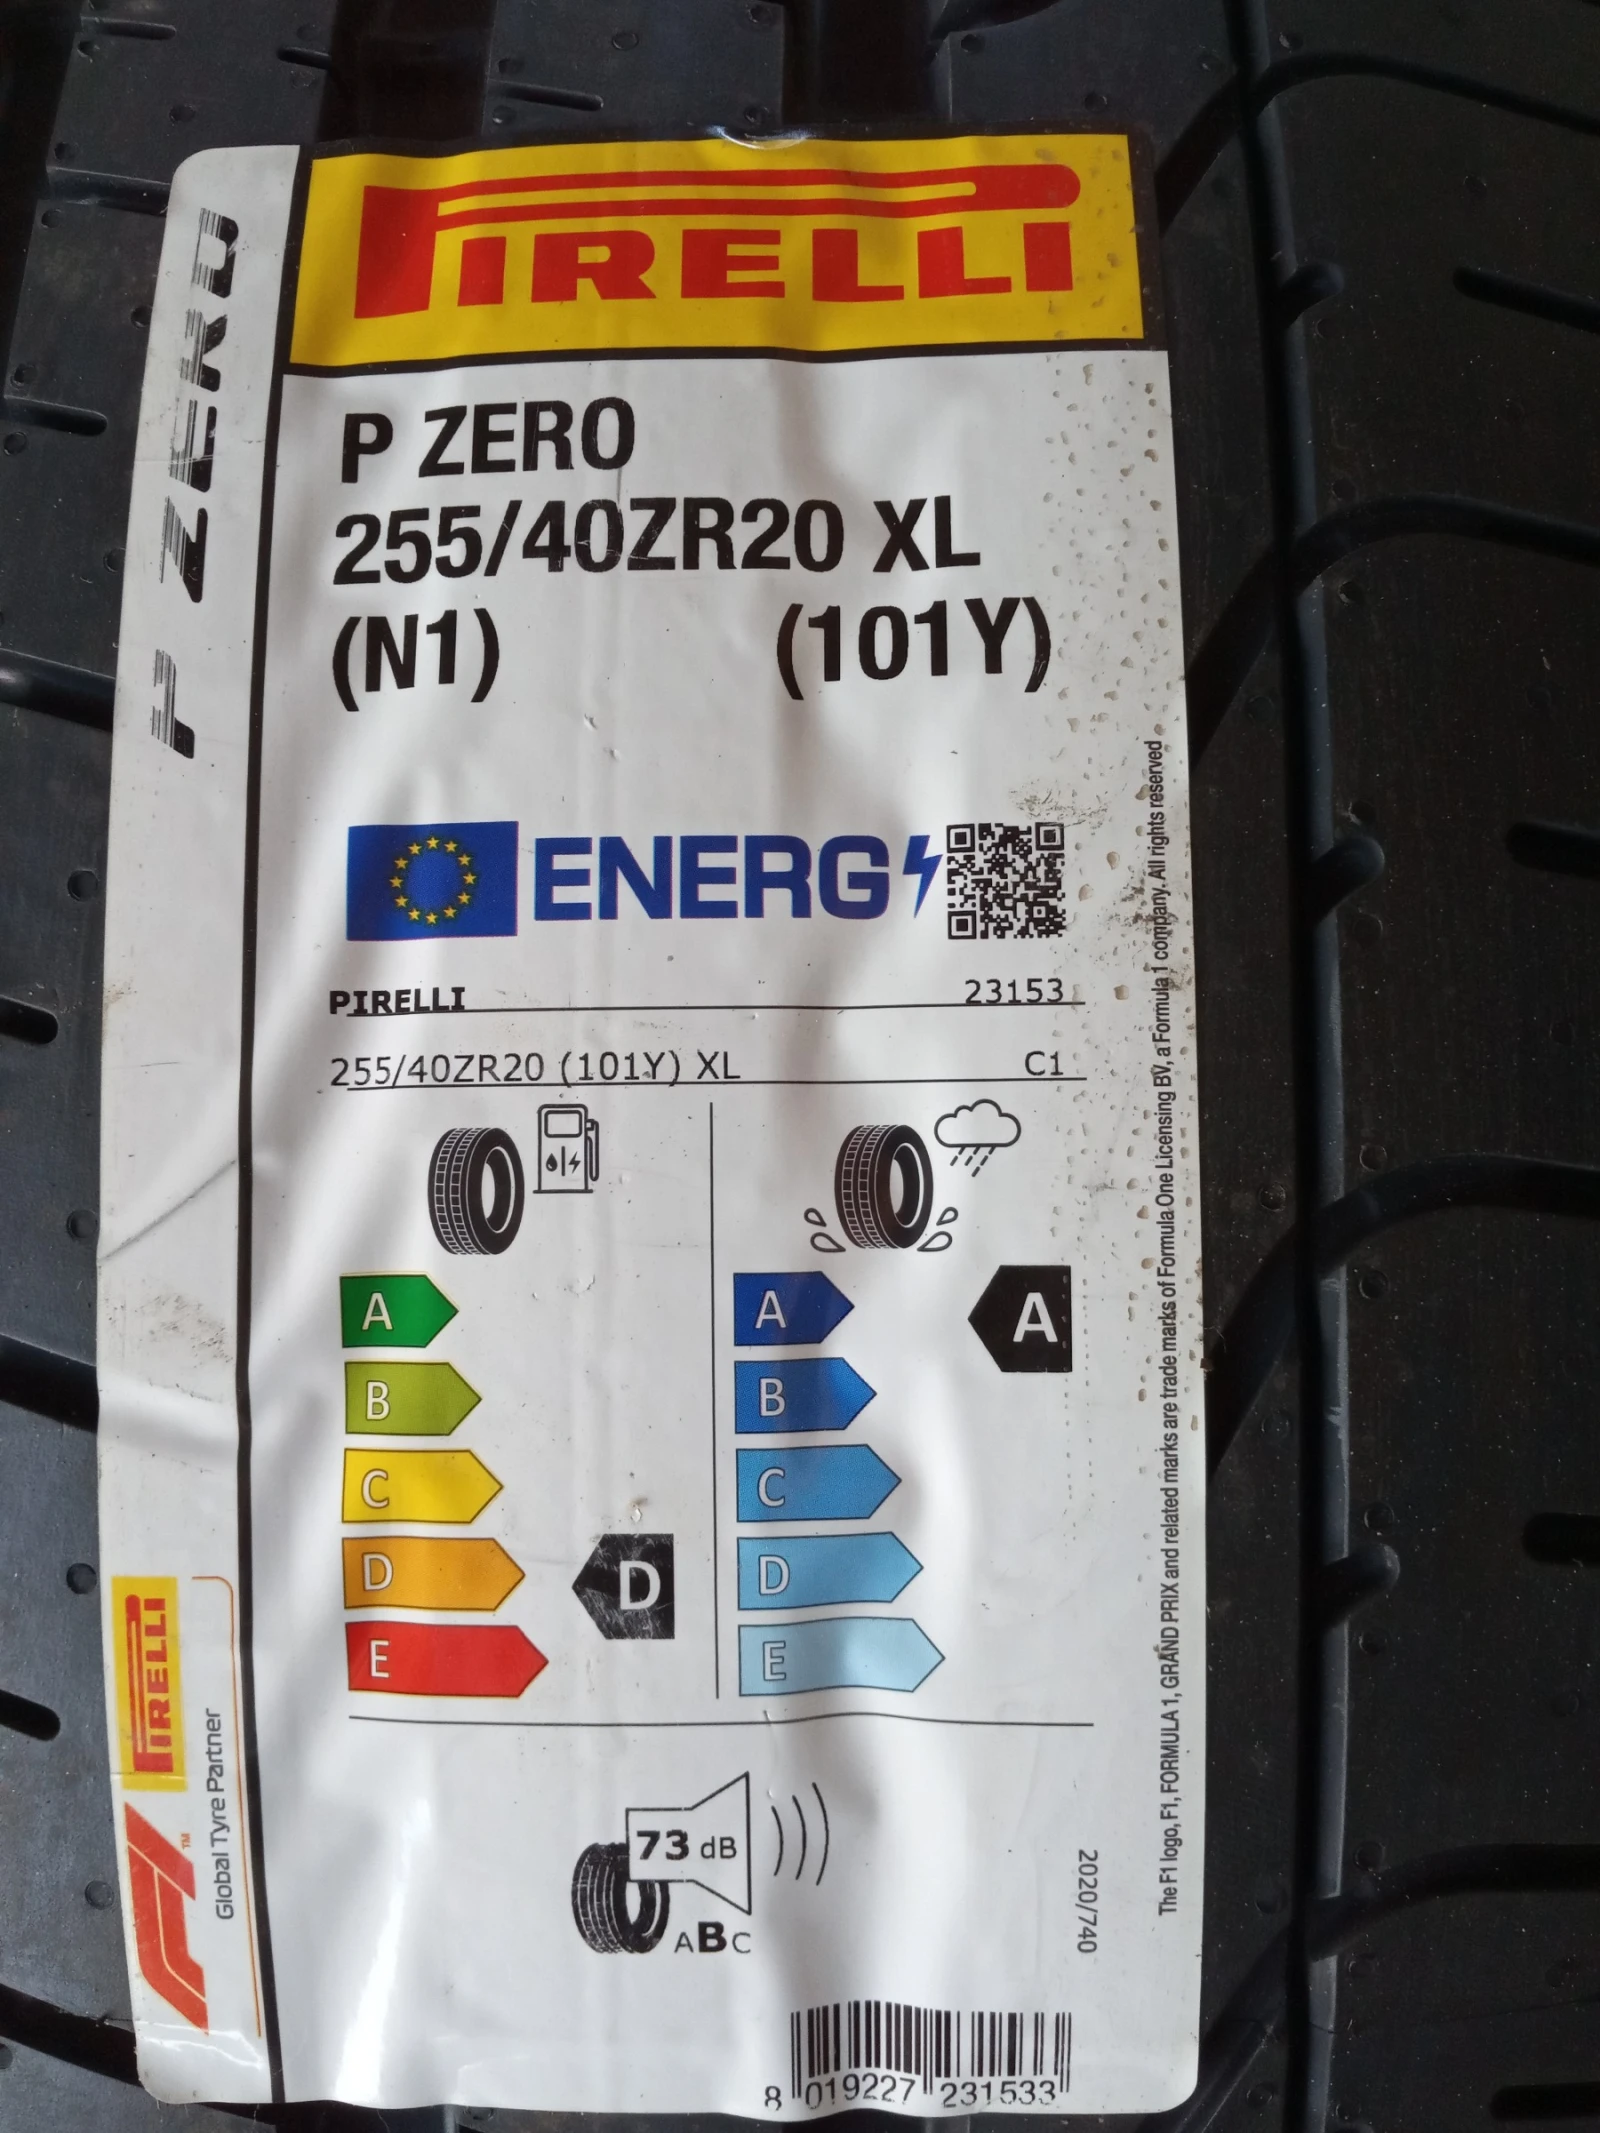 PIRELLI
P ZERO
P ZERO
255/40ZR20 XL
(N1) (101Y)
ENERG
PIRELLI 23153
255/40ZR20 (101Y) XL C1
A A A
B B
C C
D D D
E E
73 dB
ABC
2020/740
8 019227 231533
PIRELLI
F1™
Global Tyre Partner
The F1 logo, F1, FORMULA 1, GRAND PRIX and related marks are trade marks of Formula One Licensing BV, a Formula 1 company. All rights reserved